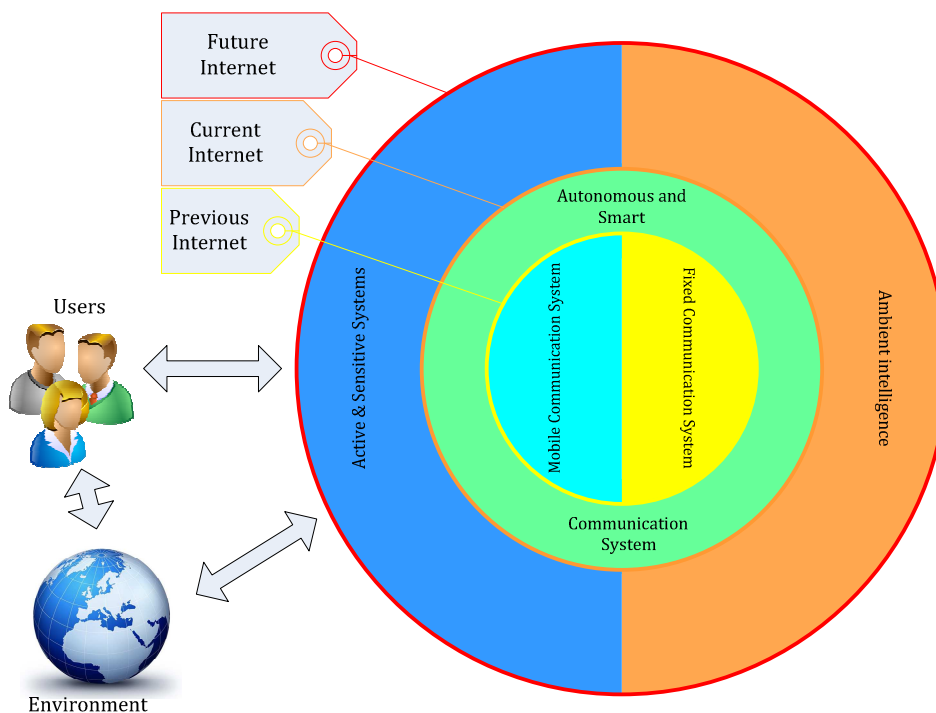 Future
Internet
Current
Internet
Previous
Internet
Autonomous and
Smart
Active & Sensitive Systems
Mobile Communication System
Fixed Communication System
Ambient intelligence
Users
Communication
System
Environment